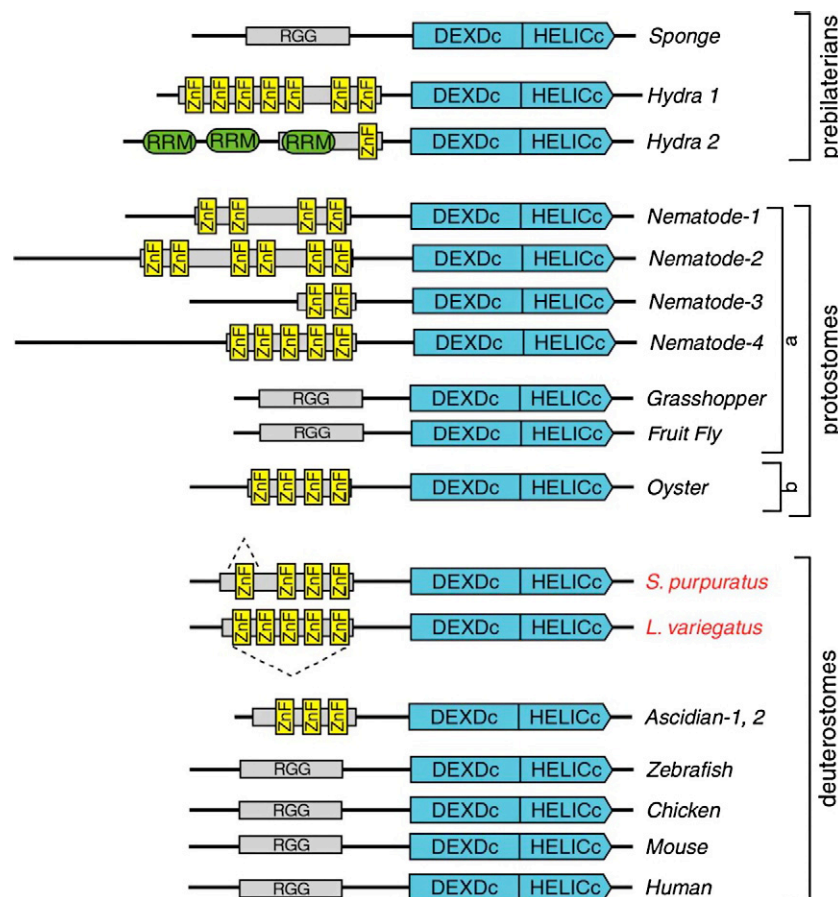 RGG DEXDc HELICc Sponge
ZnF ZnF ZnF ZnF ZnF ZnF ZnF DEXDc HELICc Hydra 1
RRM RRM RRM ZnF DEXDc HELICc Hydra 2
prebilaterians
ZnF ZnF ZnF ZnF DEXDc HELICc Nematode-1
ZnF ZnF ZnF ZnF ZnF ZnF DEXDc HELICc Nematode-2
ZnF ZnF DEXDc HELICc Nematode-3
ZnF ZnF ZnF ZnF ZnF DEXDc HELICc Nematode-4
RGG DEXDc HELICc Grasshopper
RGG DEXDc HELICc Fruit Fly
a
ZnF ZnF ZnF ZnF DEXDc HELICc Oyster
b
protostomes
ZnF ZnF ZnF ZnF DEXDc HELICc S. purpuratus
ZnF ZnF ZnF ZnF ZnF DEXDc HELICc L. variegatus
ZnF ZnF ZnF DEXDc HELICc Ascidian-1, 2
RGG DEXDc HELICc Zebrafish
RGG DEXDc HELICc Chicken
RGG DEXDc HELICc Mouse
RGG DEXDc HELICc Human
deuterostomes